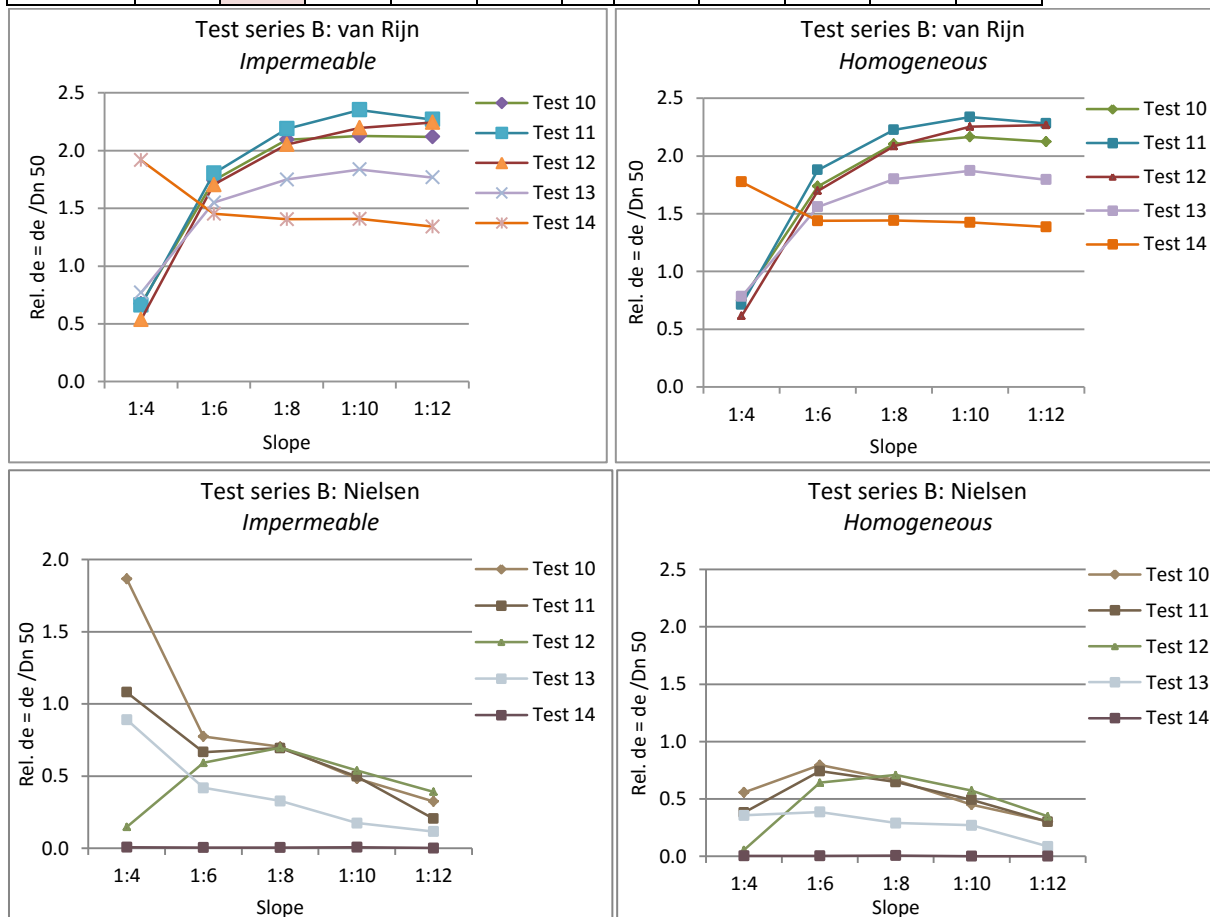 Test series B: van Rijn
Impermeable
Rel. de = de /Dn 50
2.5
2.0
1.5
1.0
0.5
0.0
1:4 1:6 1:8 1:10 1:12
Slope
Test 10
Test 11
Test 12
Test 13
Test 14
Test series B: van Rijn
Homogeneous
Rel. de = de /Dn 50
2.5
2.0
1.5
1.0
0.5
0.0
1:4 1:6 1:8 1:10 1:12
Slope
Test 10
Test 11
Test 12
Test 13
Test 14
Test series B: Nielsen
Impermeable
Rel. de = de /Dn 50
2.0
1.5
1.0
0.5
0.0
1:4 1:6 1:8 1:10 1:12
Slope
Test 10
Test 11
Test 12
Test 13
Test 14
Test series B: Nielsen
Homogeneous
Rel. de = de /Dn 50
2.5
2.0
1.5
1.0
0.5
0.0
1:4 1:6 1:8 1:10 1:12
Slope
Test 10
Test 11
Test 12
Test 13
Test 14